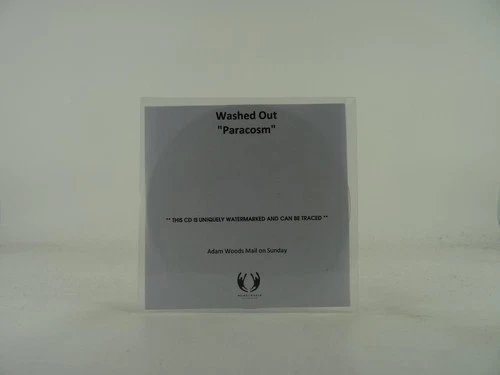 Washed Out
"Paracosm"
** THIS CD IS UNIQUELY WATERMARKED AND CAN BE TRACED **
Adam Woods Mail on Sunday